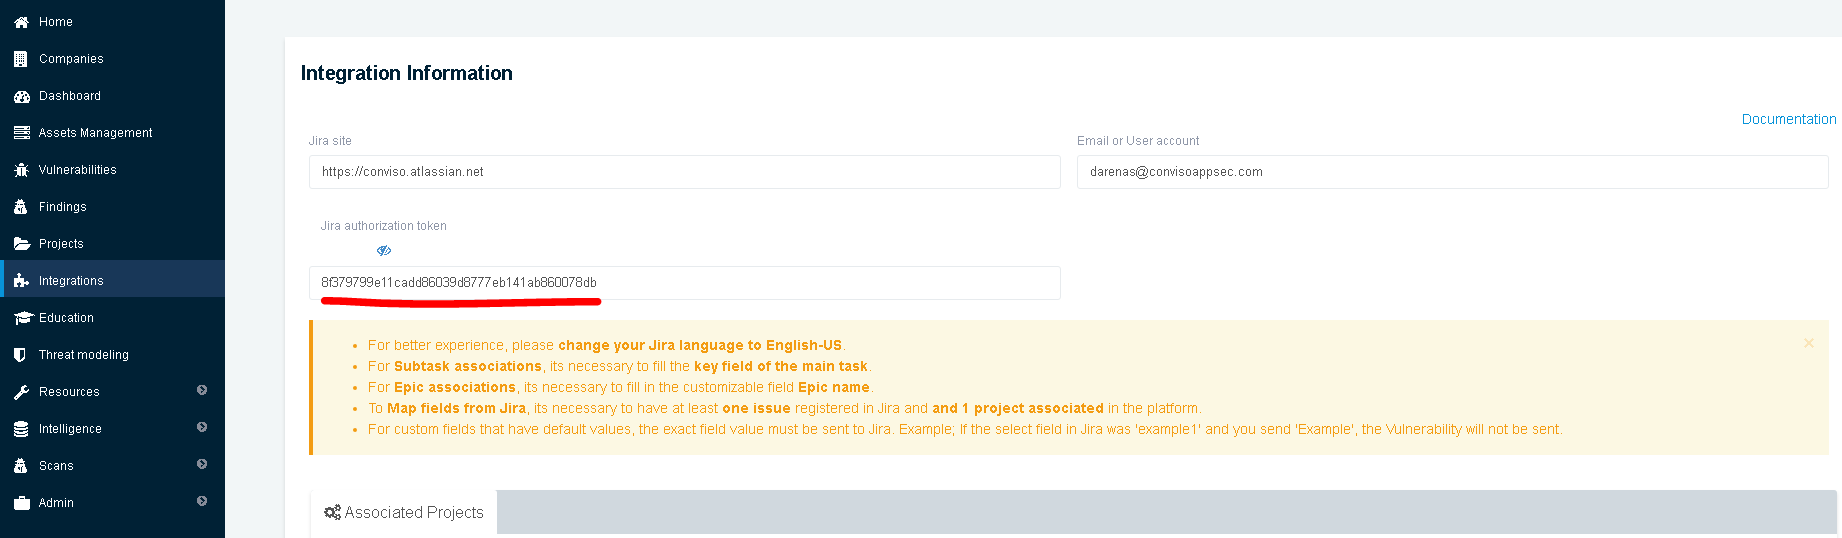 Home
Companies
Dashboard
Assets Management
Vulnerabilities
Findings
Projects
Integrations
Education
Threat modeling
Resources
Intelligence
Scans
Admin
Integration Information
Documentation
Jira site
Email or User account
https://conviso.atlassian.net
darenas@convisoappsec.com
Jira authorization token
8f379799e11cadd86039d8777eb141ab860078db
For better experience, please change your Jira language to English-US.
For Subtask associations, its necessary to fill the key field of the main task.
For Epic associations, its necessary to fill in the customizable field Epic name.
To Map fields from Jira, its necessary to have at least one issue registered in Jira and and 1 project associated in the platform.
For custom fields that have default values, the exact field value must be sent to Jira. Example; If the select field in Jira was 'example1' and you send 'Example', the Vulnerability will not be sent.
Associated Projects